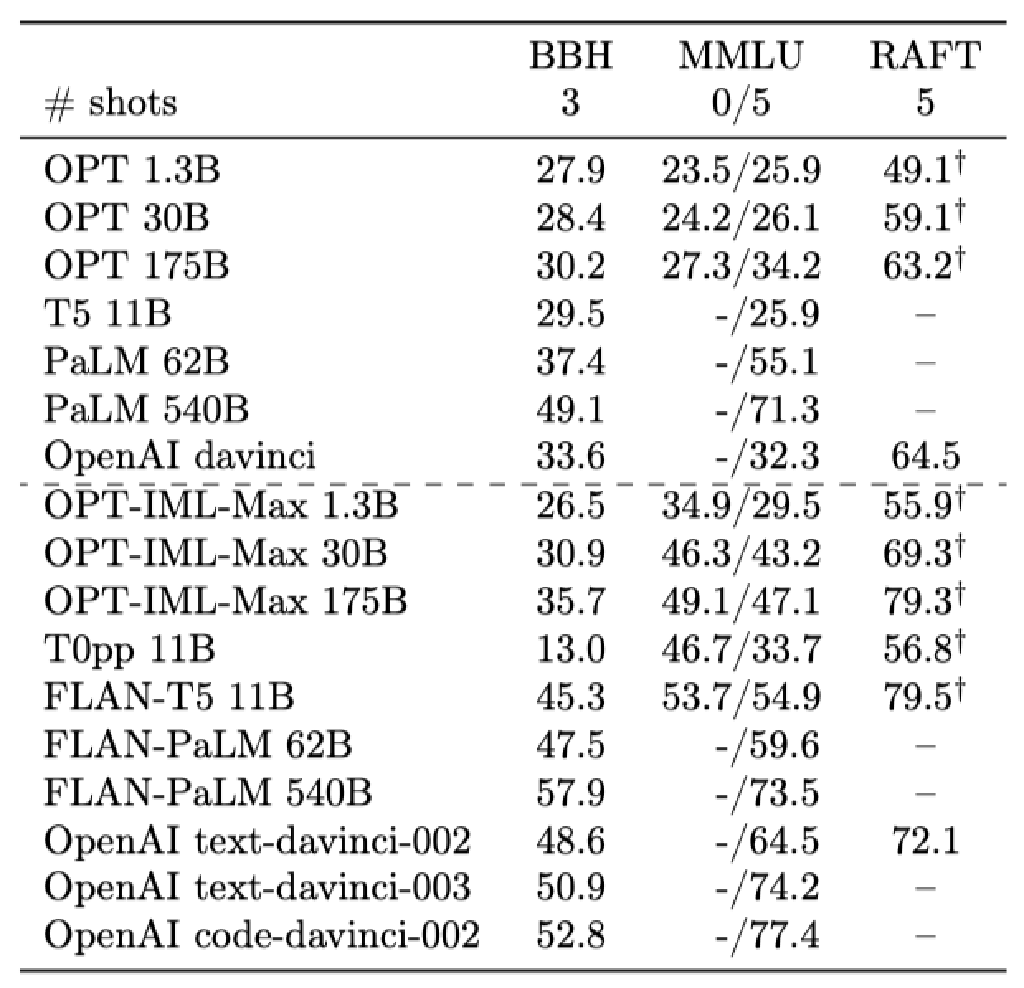 BBH MMLU RAFT
# shots 3 0/5 5
OPT 1.3B 27.9 23.5/25.9 49.1†
OPT 30B 28.4 24.2/26.1 59.1†
OPT 175B 30.2 27.3/34.2 63.2†
T5 11B 29.5 -/25.9 –
PaLM 62B 37.4 -/55.1 –
PaLM 540B 49.1 -/71.3 –
OpenAI davinci 33.6 -/32.3 64.5
OPT-IML-Max 1.3B 26.5 34.9/29.5 55.9†
OPT-IML-Max 30B 30.9 46.3/43.2 69.3†
OPT-IML-Max 175B 35.7 49.1/47.1 79.3†
T0pp 11B 13.0 46.7/33.7 56.8†
FLAN-T5 11B 45.3 53.7/54.9 79.5†
FLAN-PaLM 62B 47.5 -/59.6 –
FLAN-PaLM 540B 57.9 -/73.5 –
OpenAI text-davinci-002 48.6 -/64.5 72.1
OpenAI text-davinci-003 50.9 -/74.2 –
OpenAI code-davinci-002 52.8 -/77.4 –